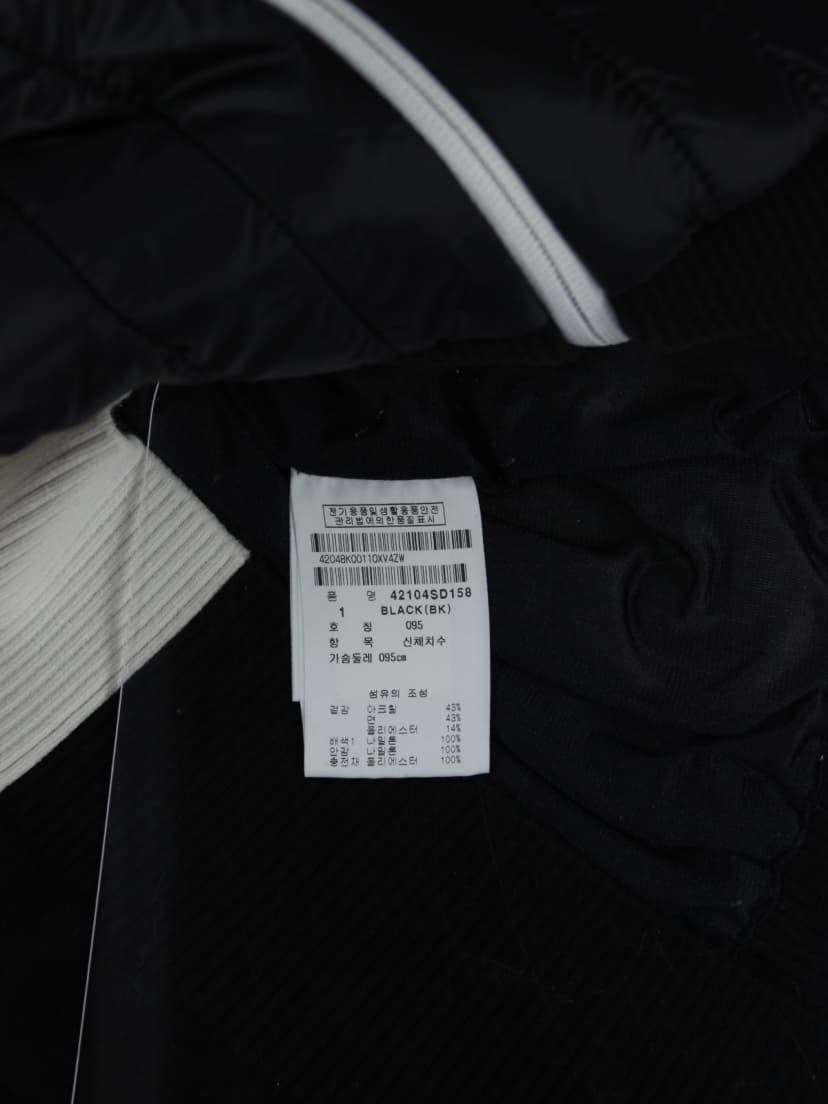 전기용품및생활용품안전
관리법에의한품질표시
4204BK00110XV4ZW
품 명 42104SD158
1 BLACK(BK)
호 칭 095
항 목 신체치수
가슴둘레 095cm
섬유의 조성
겉감 아크릴 43%
면 43%
폴리에스터 14%
배색1 나일론 100%
안감 나일론 100%
충전재 폴리에스터 100%